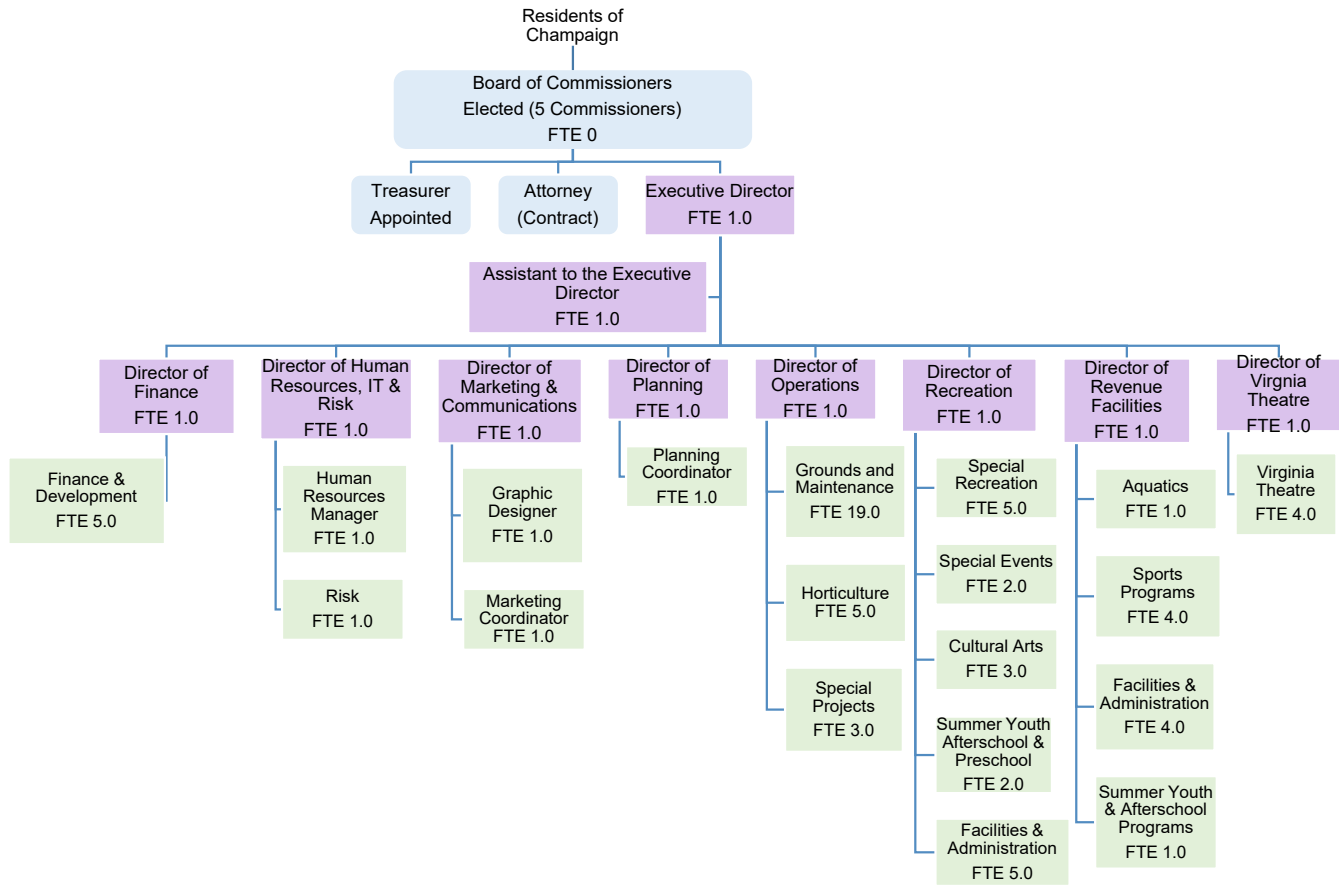 Residents of
Champaign
Board of Commissioners
Elected (5 Commissioners)
FTE 0
Treasurer
Appointed
Attorney
(Contract)
Executive Director
FTE 1.0
Assistant to the Executive
Director
FTE 1.0
Director of
Finance
FTE 1.0
Director of Human
Resources, IT &
Risk
FTE 1.0
Director of
Marketing &
Communications
FTE 1.0
Director of
Planning
FTE 1.0
Director of
Operations
FTE 1.0
Director of
Recreation
FTE 1.0
Director of
Revenue
Facilities
FTE 1.0
Director of
Virgnia
Theatre
FTE 1.0
Finance &
Development
FTE 5.0
Human
Resources
Manager
FTE 1.0
Risk
FTE 1.0
Graphic
Designer
FTE 1.0
Marketing
Coordinator
FTE 1.0
Planning
Coordinator
FTE 1.0
Grounds and
Maintenance
FTE 19.0
Horticulture
FTE 5.0
Special
Projects
FTE 3.0
Special
Recreation
FTE 5.0
Special Events
FTE 2.0
Cultural Arts
FTE 3.0
Summer Youth
Afterschool &
Preschool
FTE 2.0
Facilities &
Administration
FTE 5.0
Aquatics
FTE 1.0
Sports
Programs
FTE 4.0
Facilities &
Administration
FTE 4.0
Summer Youth
& Afterschool
Programs
FTE 1.0
Virginia
Theatre
FTE 4.0